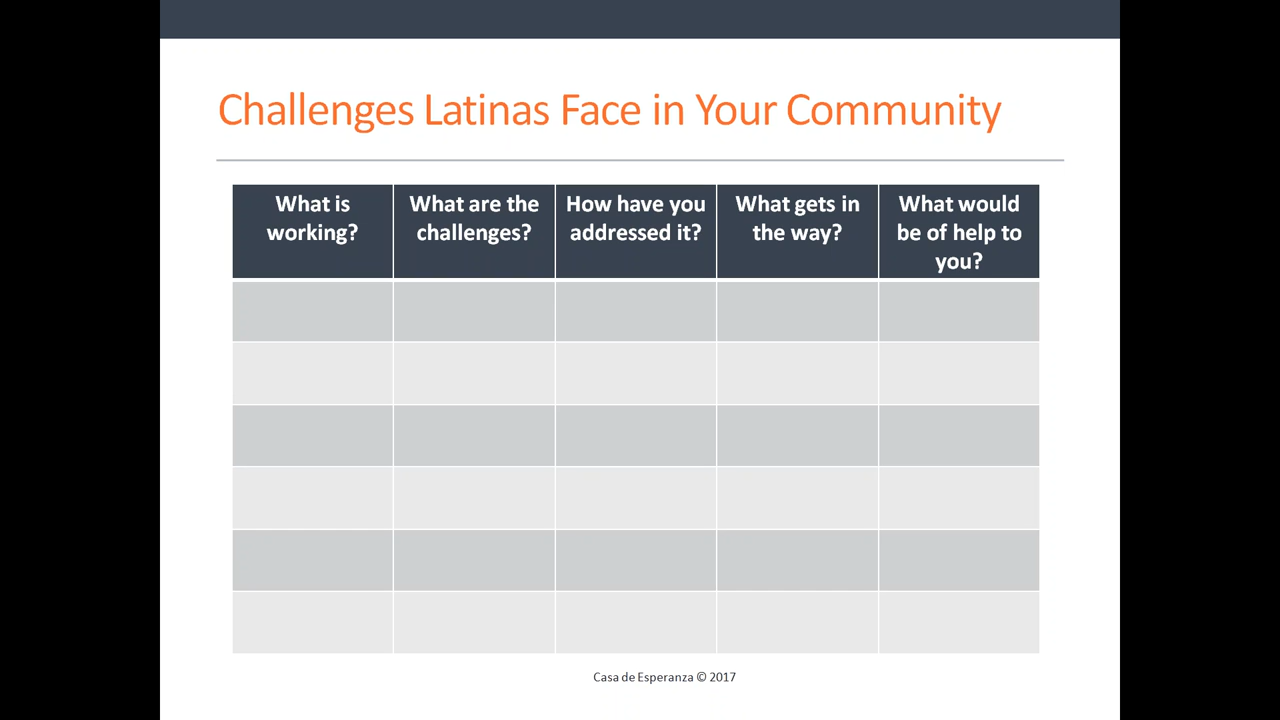 Challenges Latinas Face in Your Community
What is
working?
What are the
challenges?
How have you
addressed it?
What gets in
the way?
What would
be of help to
you?
Casa de Esperanza © 2017